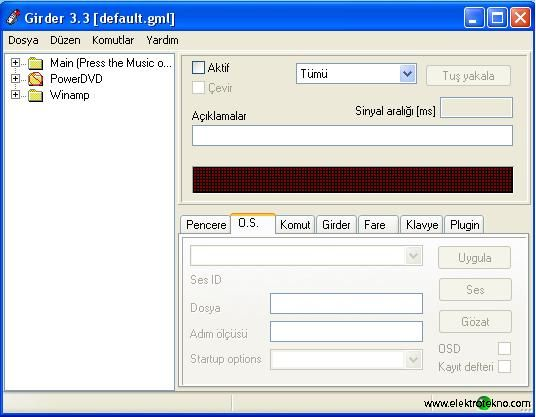 Girder 3.3 [default.gml]
Dosya Düzen Komutlar Yardım
Main (Press the Music o...
PowerDVD
Winamp
Aktif
Çevir
Tümü
Tuş yakala
Sinyal aralığı [ms]
Açıklamalar
Pencere O.S. Komut Girder Fare Klavye Plugin
Uygula
Ses ID
Ses
Dosya
Gözat
Adım ölçüsü
OSD
Startup options
Kayıt defteri
www.elektrotekno.com